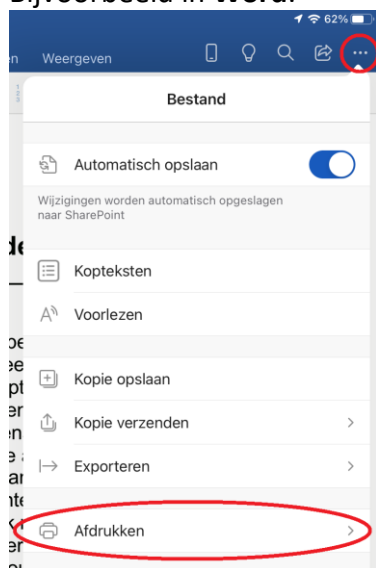 Bijvoorbeeld in Word:
62%
en Weergeven
Bestand
Automatisch opslaan
Wijzigingen worden automatisch opgeslagen
naar SharePoint
Kopteksten
Voorlezen
Kopie opslaan
Kopie verzenden
Exporteren
Afdrukken